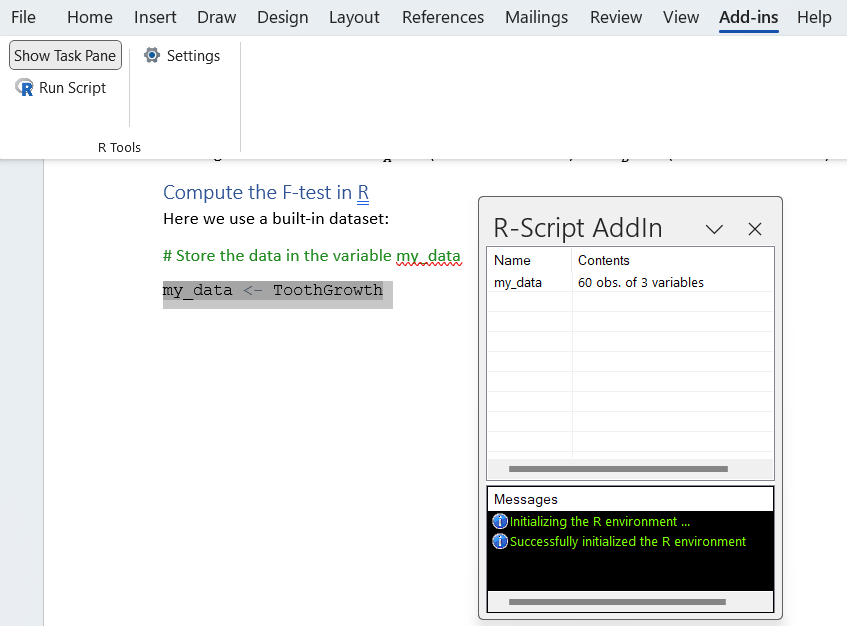 File Home Insert Draw Design Layout References Mailings Review View Add-ins Help
Show Task Pane Settings
Run Script
R Tools
Compute the F-test in R
Here we use a built-in dataset:
# Store the data in the variable my_data
my_data <- ToothGrowth
R-Script AddIn
Name Contents
my_data 60 obs. of 3 variables
Messages
Initializing the R environment ...
Successfully initialized the R environment